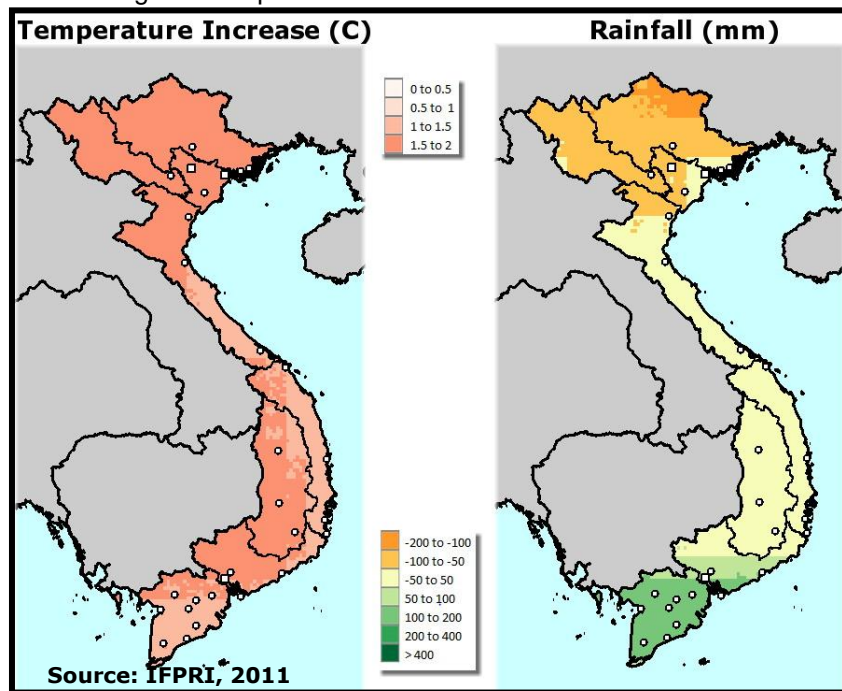 Temperature Increase (C)
Rainfall (mm)
0 to 0.5
0.5 to 1
1 to 1.5
1.5 to 2
-200 to -100
-100 to -50
-50 to 50
50 to 100
100 to 200
200 to 400
> 400
Source: IFPRI, 2011